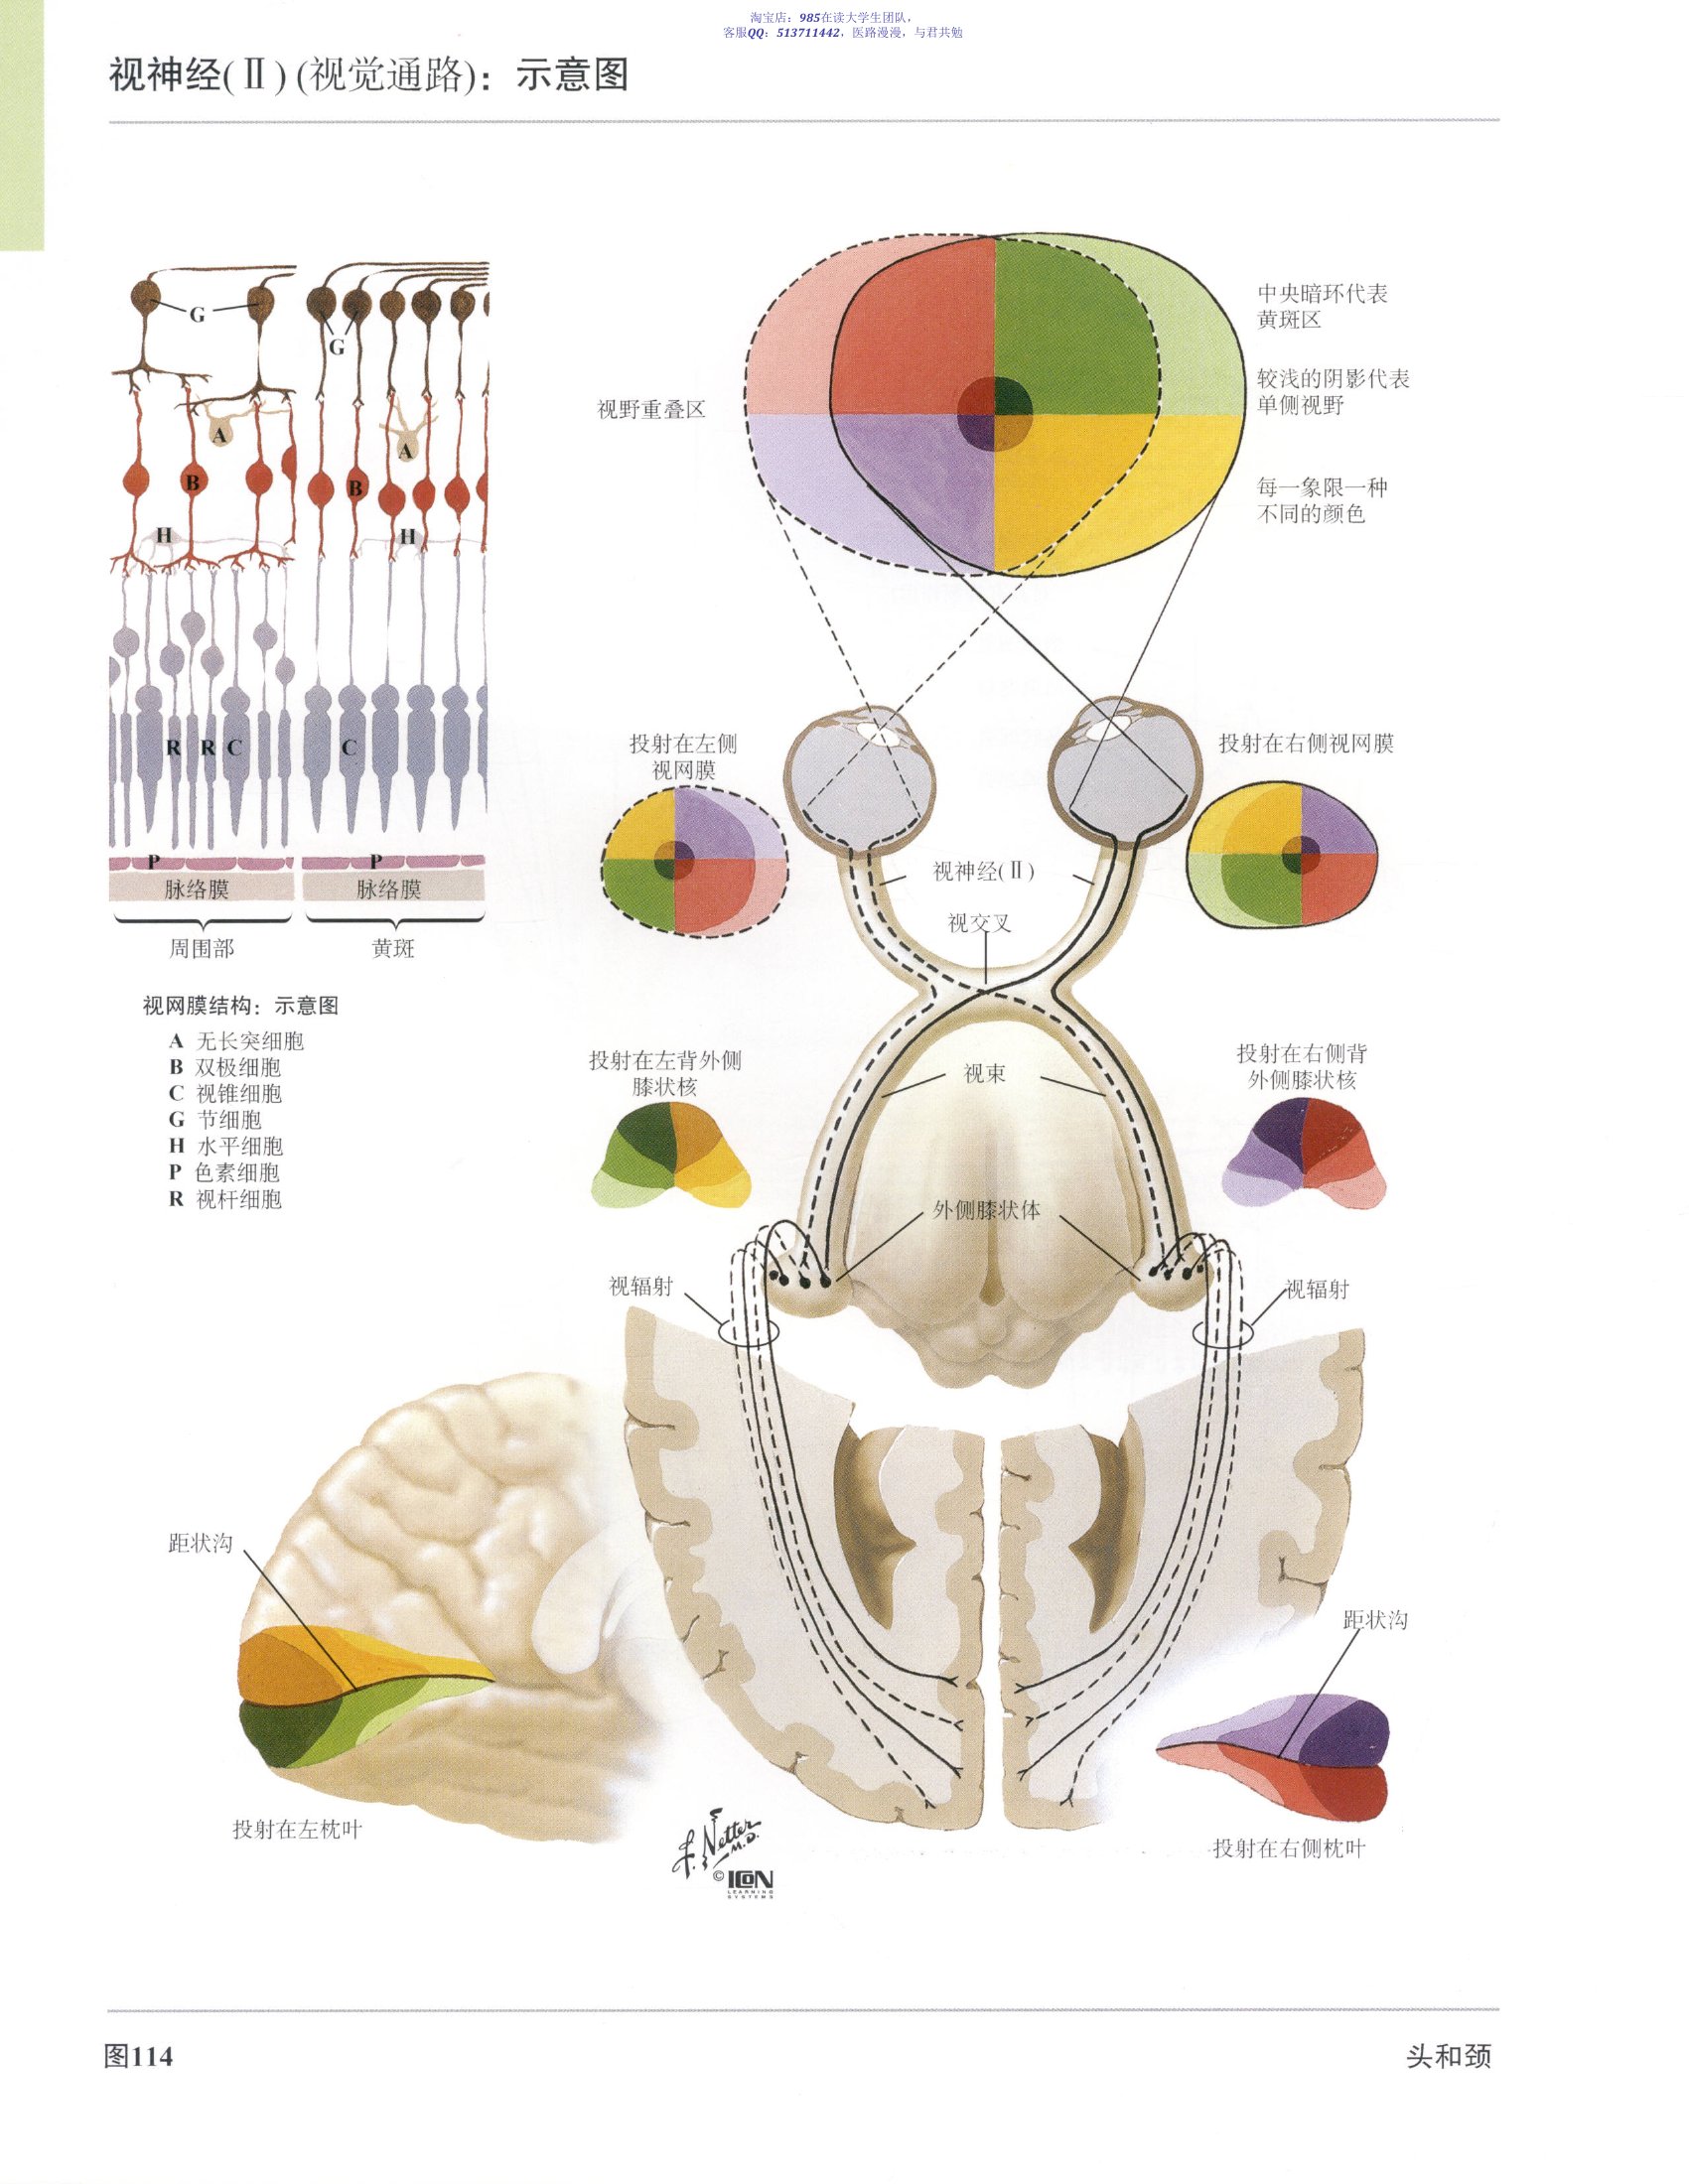 淘宝店：985在读大学生团队，
客服QQ：513711442，医路漫漫，与君共勉
视神经(Ⅱ)(视觉通路)：示意图
G
G
A
A
B
B
H
H
R
R
C
C
P
P
脉络膜
脉络膜
周围部
黄斑
视网膜结构：示意图
A 无长突细胞
B 双极细胞
C 视锥细胞
G 节细胞
H 水平细胞
P 色素细胞
R 视杆细胞
视野重叠区
中央暗环代表
黄斑区
较浅的阴影代表
单侧视野
每一象限一种
不同的颜色
投射在左侧
视网膜
投射在右侧视网膜
视神经(Ⅱ)
视交叉
投射在左背外侧
膝状核
视束
投射在右侧背
外侧膝状核
外侧膝状体
视辐射
视辐射
距状沟
距状沟
投射在左枕叶
投射在右侧枕叶
F. Netter
M.D.
© ICON
LEARNING
SYSTEMS
图114
头和颈